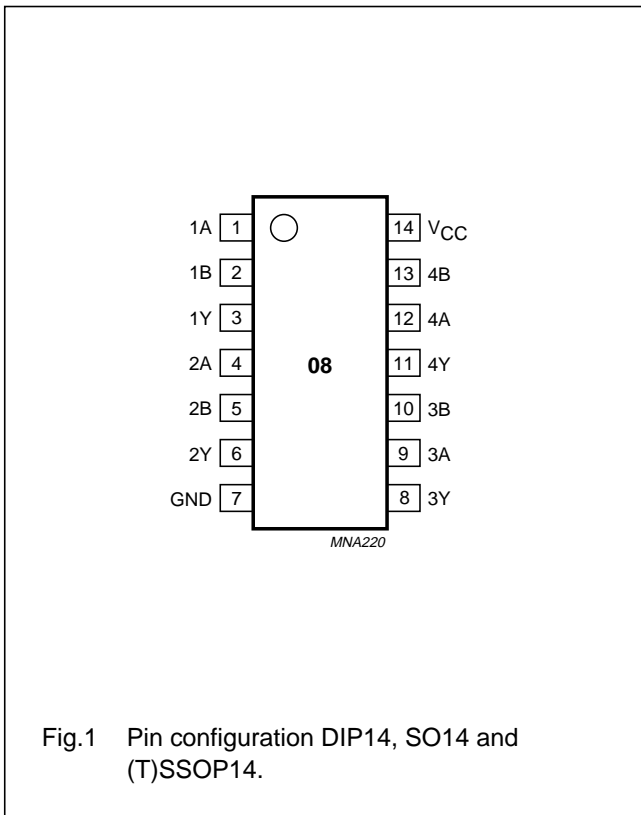 1A 1 14 VCC
1B 2 13 4B
1Y 3 12 4A
2A 4 08 11 4Y
2B 5 10 3B
2Y 6 9 3A
GND 7 8 3Y
MNA220
Fig.1 Pin configuration DIP14, SO14 and
(T)SSOP14.